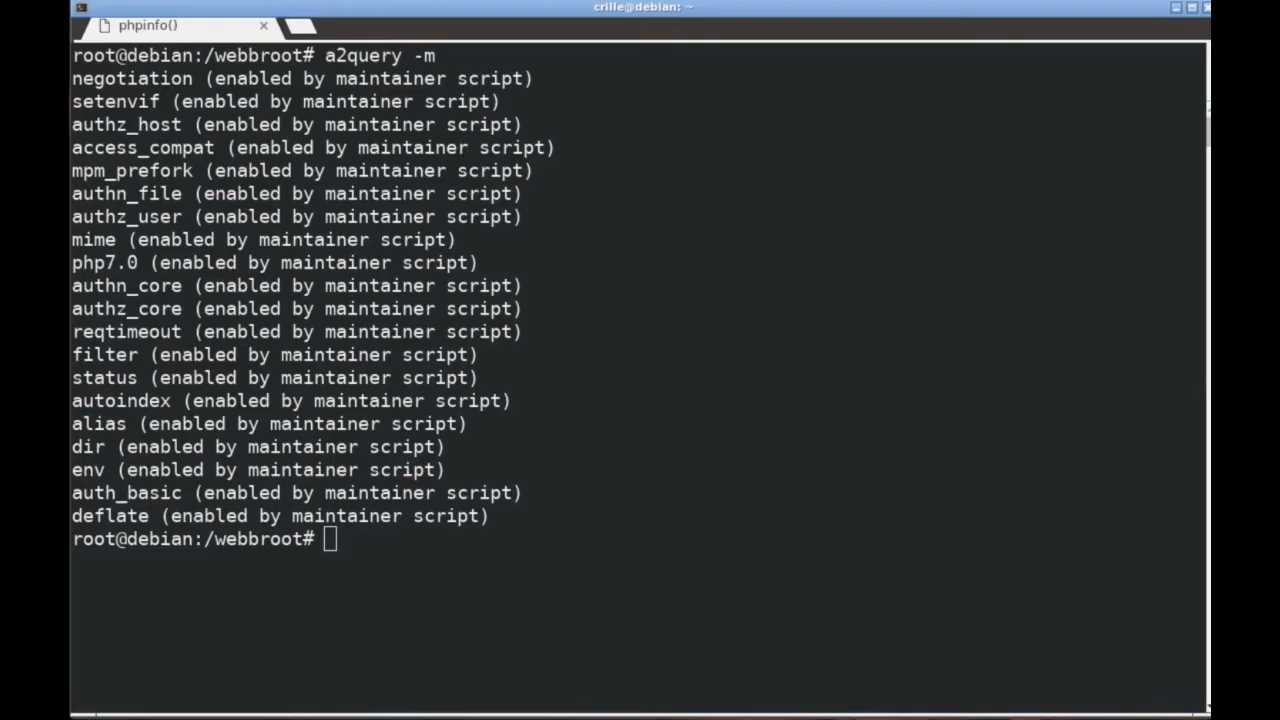 crille@debian: ~
phpinfo()
root@debian:/webbroot# a2query -m
negotiation (enabled by maintainer script)
setenvif (enabled by maintainer script)
authz_host (enabled by maintainer script)
access_compat (enabled by maintainer script)
mpm_prefork (enabled by maintainer script)
authn_file (enabled by maintainer script)
authz_user (enabled by maintainer script)
mime (enabled by maintainer script)
php7.0 (enabled by maintainer script)
authn_core (enabled by maintainer script)
authz_core (enabled by maintainer script)
reqtimeout (enabled by maintainer script)
filter (enabled by maintainer script)
status (enabled by maintainer script)
autoindex (enabled by maintainer script)
alias (enabled by maintainer script)
dir (enabled by maintainer script)
env (enabled by maintainer script)
auth_basic (enabled by maintainer script)
deflate (enabled by maintainer script)
root@debian:/webbroot#